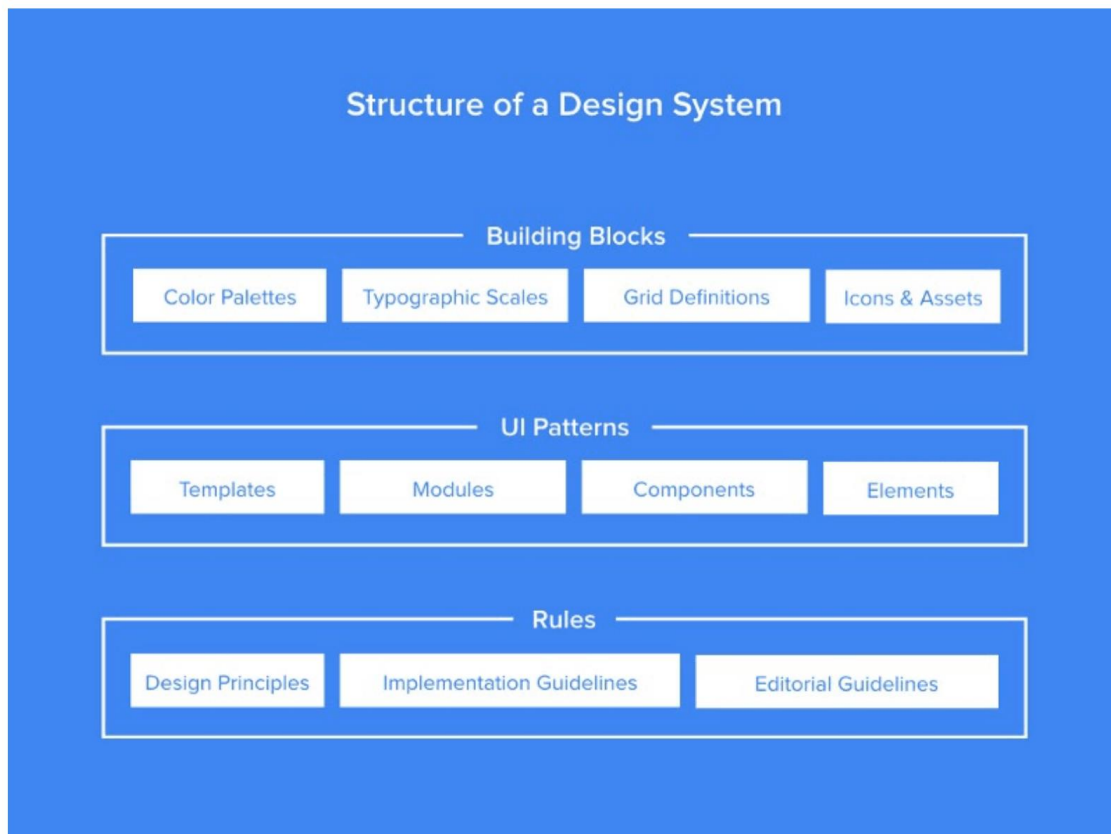 Structure of a Design System
Building Blocks
Color Palettes
Typographic Scales
Grid Definitions
Icons & Assets
UI Patterns
Templates
Modules
Components
Elements
Rules
Design Principles
Implementation Guidelines
Editorial Guidelines